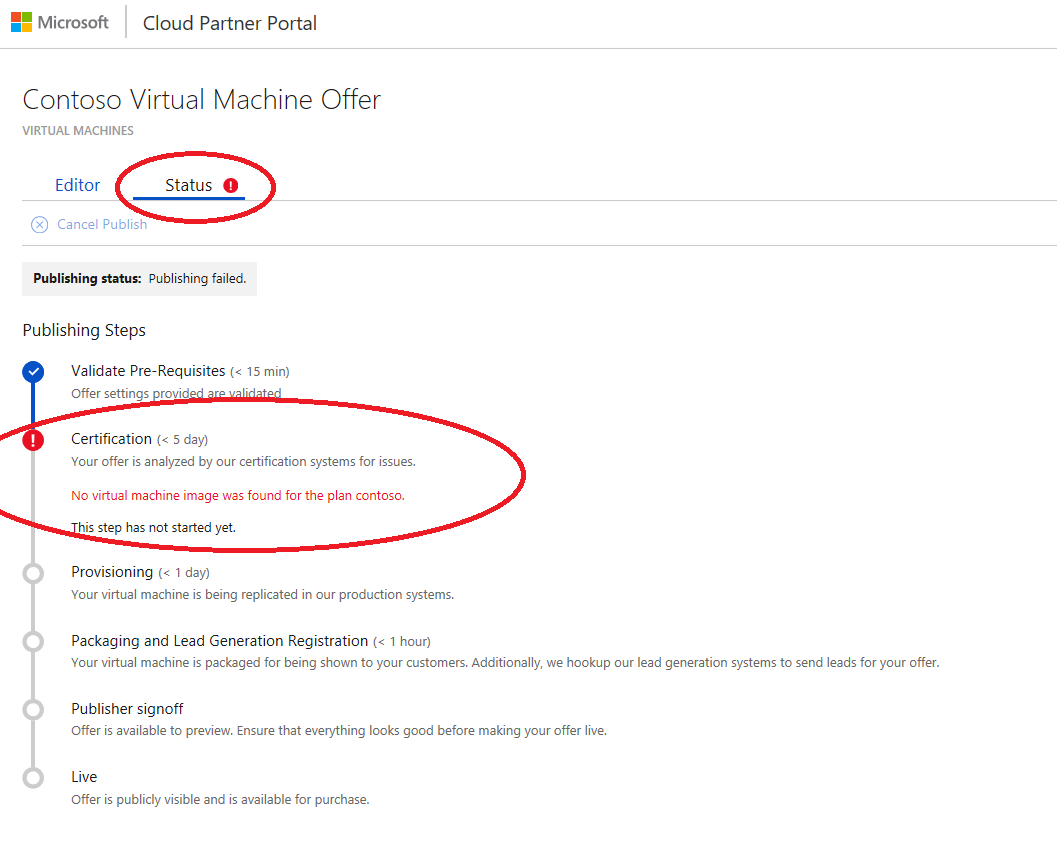 Microsoft Cloud Partner Portal
Contoso Virtual Machine Offer
VIRTUAL MACHINES
Editor Status !
Cancel Publish
Publishing status: Publishing failed.
Publishing Steps
Validate Pre-Requisites (< 15 min)
Offer settings provided are validated
! Certification (< 5 day)
Your offer is analyzed by our certification systems for issues.
No virtual machine image was found for the plan contoso.
This step has not started yet.
Provisioning (< 1 day)
Your virtual machine is being replicated in our production systems.
Packaging and Lead Generation Registration (< 1 hour)
Your virtual machine is packaged for being shown to your customers. Additionally, we hookup our lead generation systems to send leads for your offer.
Publisher signoff
Offer is available to preview. Ensure that everything looks good before making your offer live.
Live
Offer is publicly visible and is available for purchase.